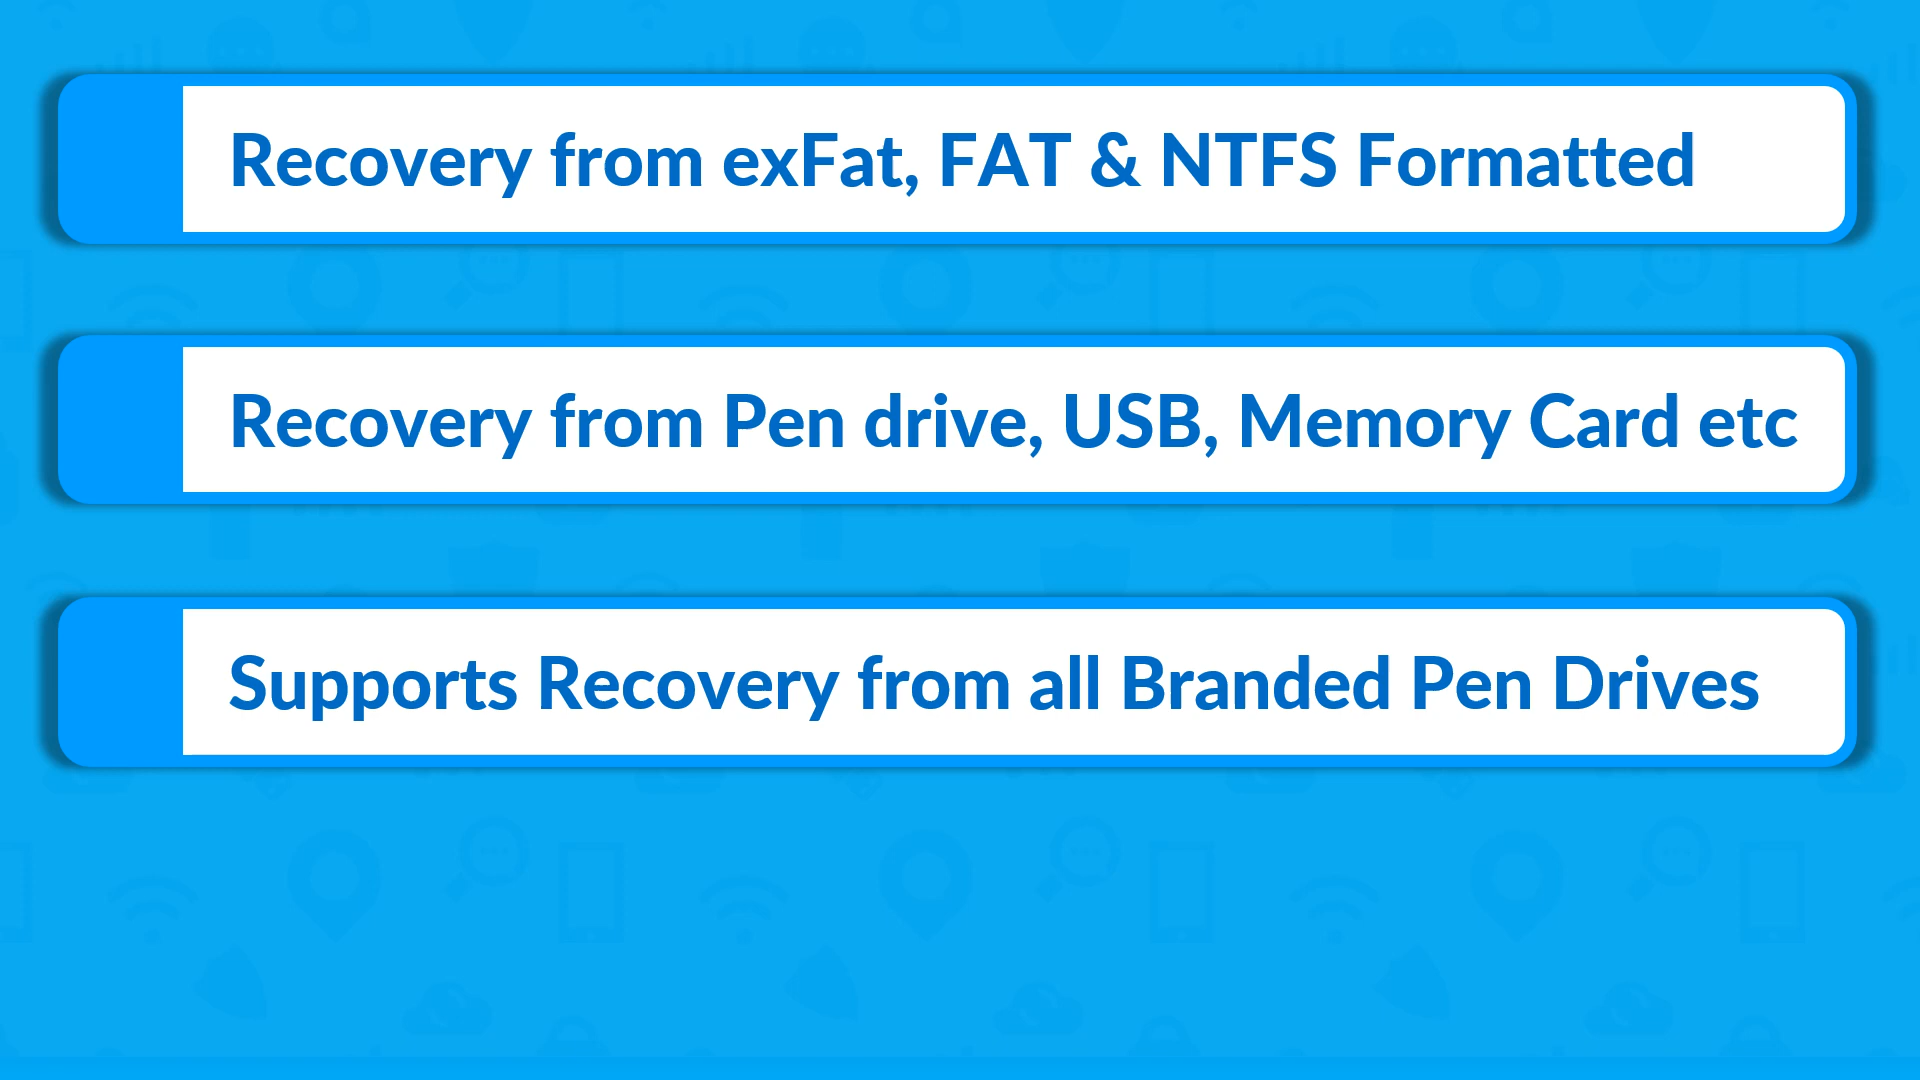 Recovery from exFat, FAT & NTFS Formatted
Recovery from Pen drive, USB, Memory Card etc
Supports Recovery from all Branded Pen Drives